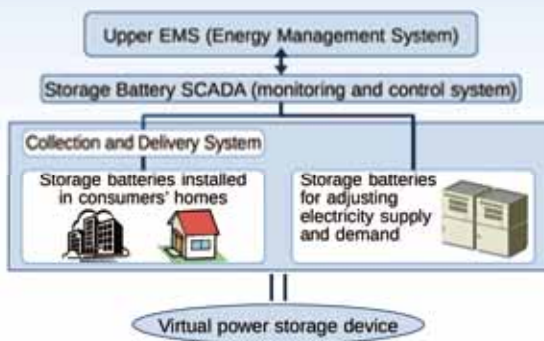 Upper EMS (Energy Management System)
Storage Battery SCADA (monitoring and control system)
Collection and Delivery System
Storage batteries installed
in consumers' homes
Storage batteries
for adjusting
electricity supply
and demand
Virtual power storage device